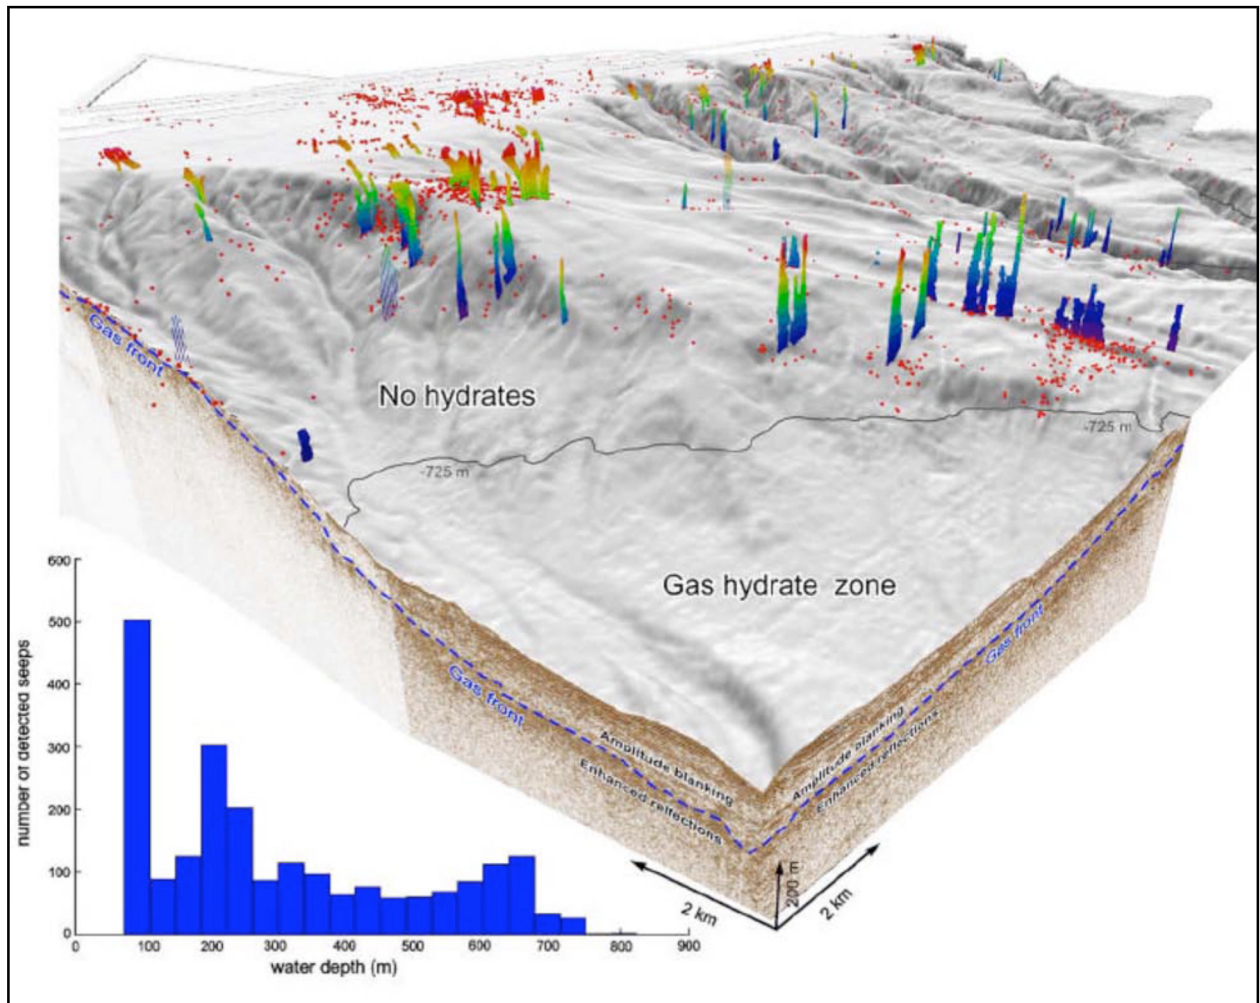 Gas front
No hydrates
-725 m
-725 m
Gas hydrate zone
Gas front
Gas front
Amplitude blanking
Enhanced relfections
Amplitude blanking
Enhanced reflections
200 m
2 km
2 km
number of detected seeps
600
500
400
300
200
100
0
0 100 200 300 400 500 600 700 800 900
water depth (m)